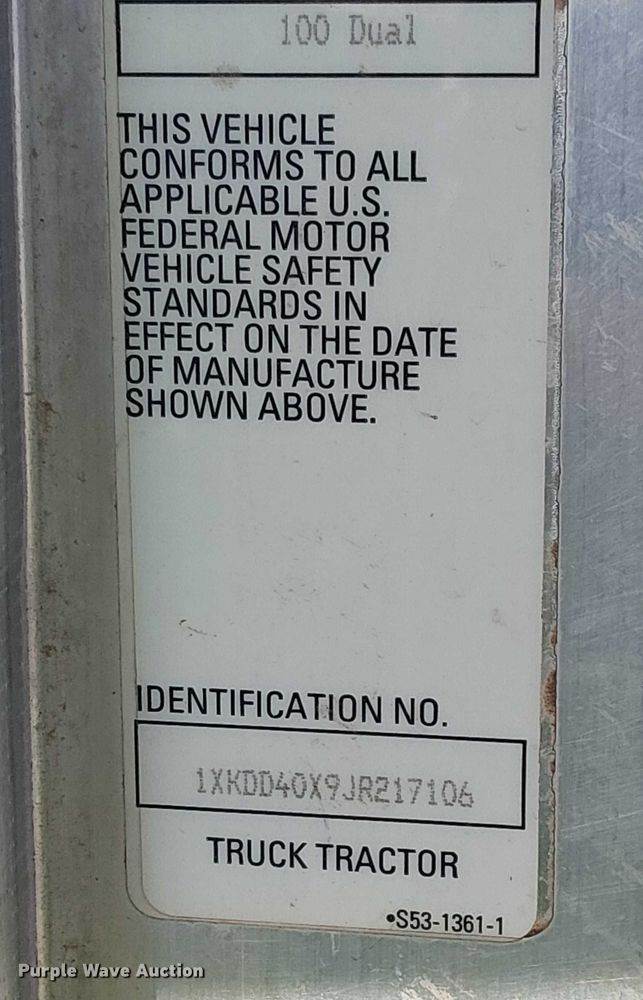 100 Dual
THIS VEHICLE
CONFORMS TO ALL
APPLICABLE U.S.
FEDERAL MOTOR
VEHICLE SAFETY
STANDARDS IN
EFFECT ON THE DATE
OF MANUFACTURE
SHOWN ABOVE.
IDENTIFICATION NO.
1XKDD40X9JR217106
TRUCK TRACTOR
•S53-1361-1
Purple Wave Auction